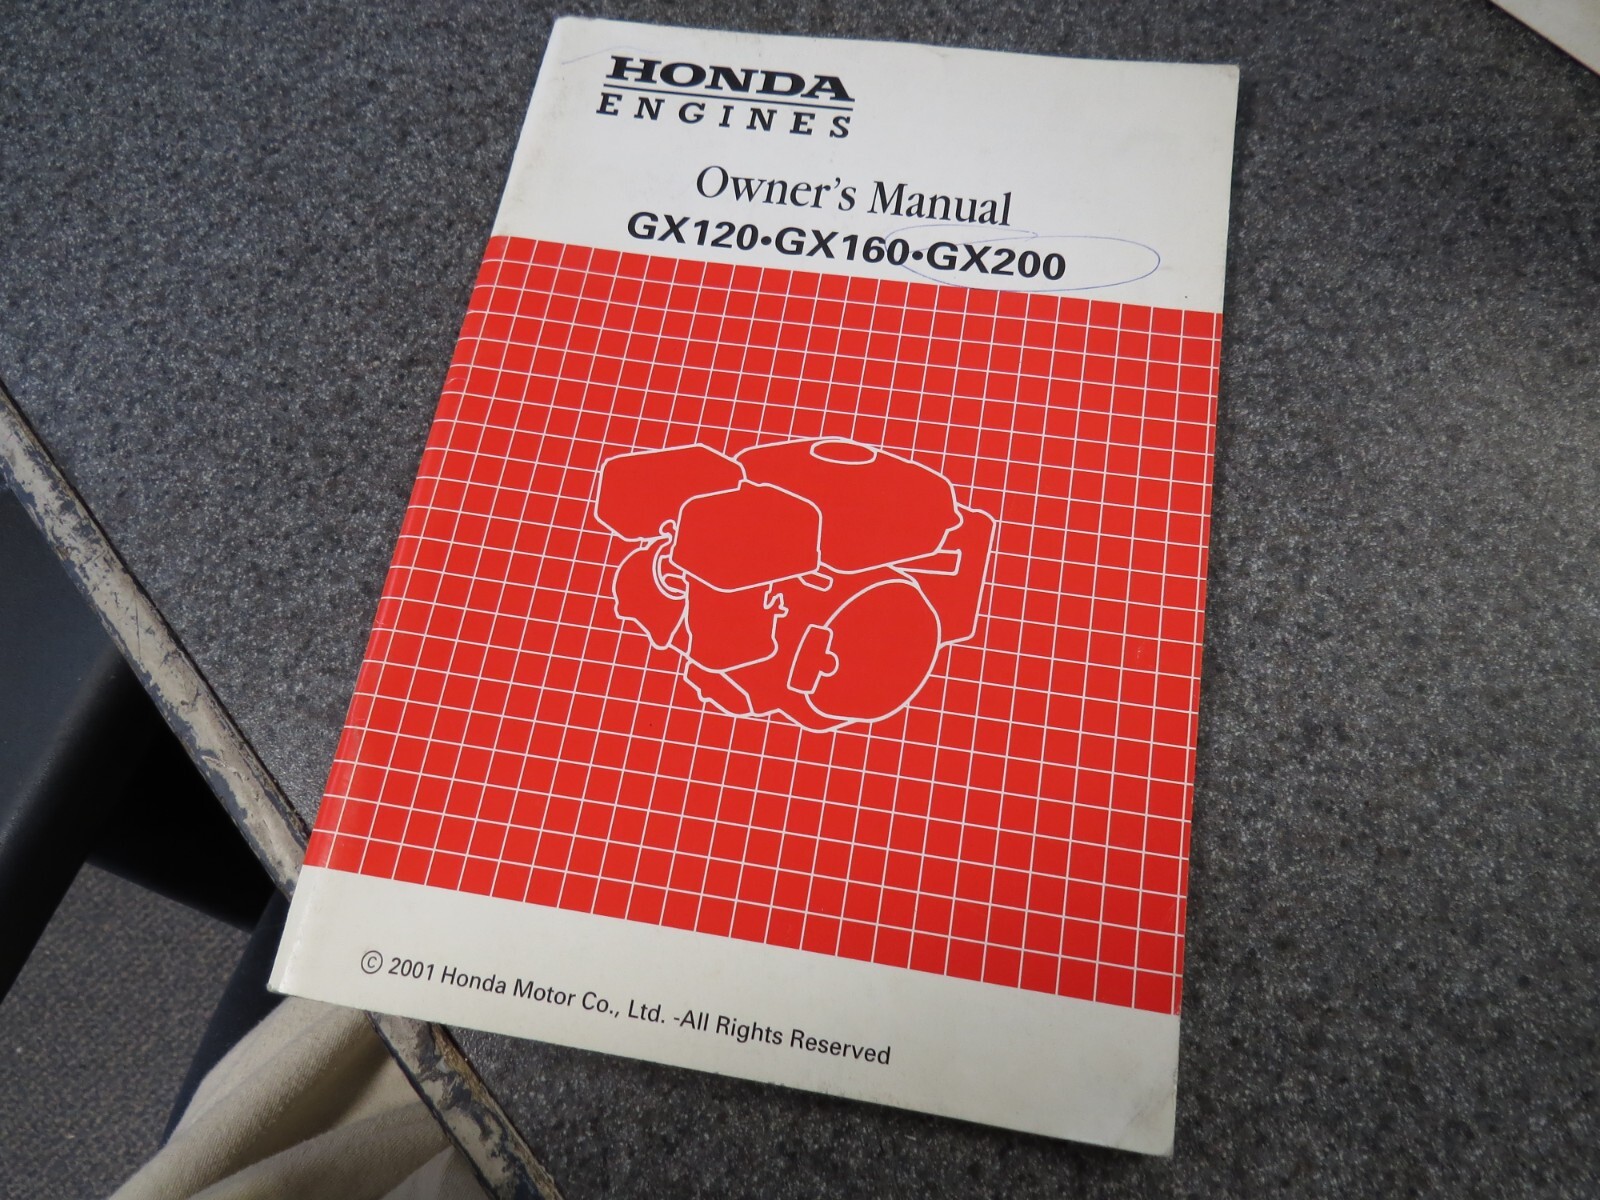 HONDA
ENGINES
Owner's Manual
GX120•GX160•GX200
© 2001 Honda Motor Co., Ltd. -All Rights Reserved